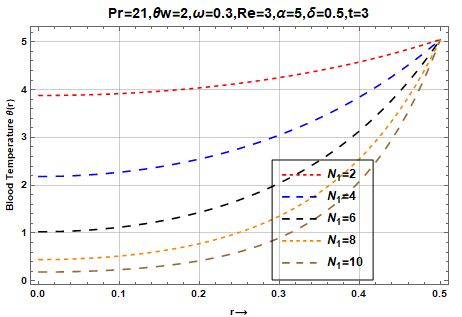 Pr=21,θw=2,ω=0.3,Re=3,α=5,δ=0.5,t=3
Blood Temperature θ(r)
5
4
3
2
1
0
N₁=2
N₁=4
N₁=6
N₁=8
N₁=10
0.0 0.1 0.2 0.3 0.4 0.5
r⟶